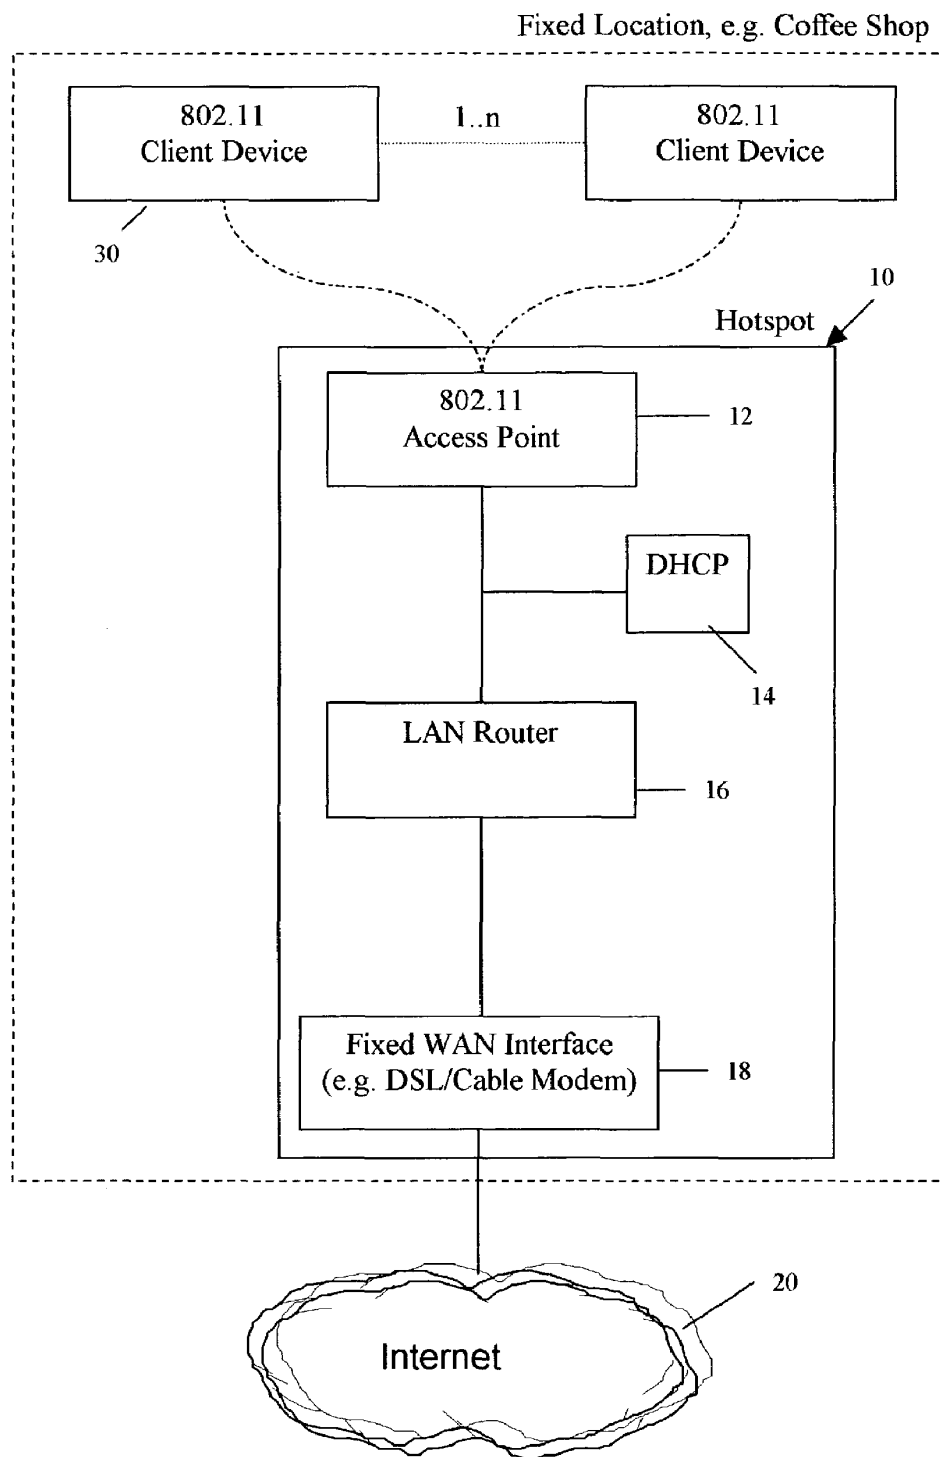 Fixed Location, e.g. Coffee Shop
802.11
Client Device
1..n
802.11
Client Device
30
10
Hotspot
802.11
Access Point
12
DHCP
14
LAN Router
16
Fixed WAN Interface
(e.g. DSL/Cable Modem)
18
20
Internet